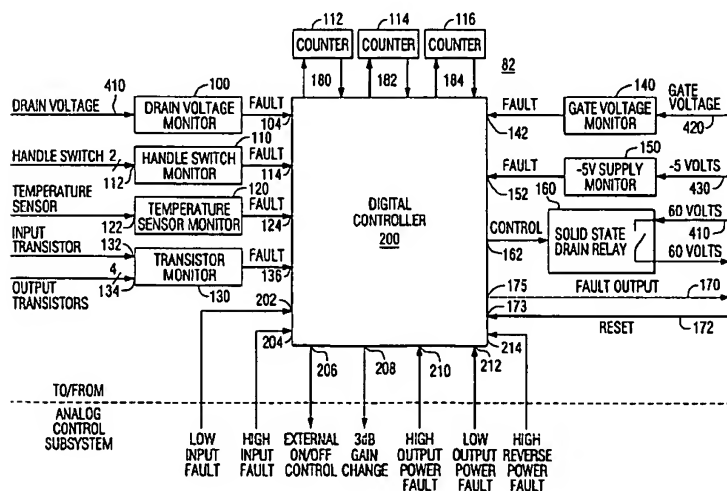 112
114
116
COUNTER
COUNTER
COUNTER
82
180
182
184
410
100
DRAIN VOLTAGE
DRAIN VOLTAGE
MONITOR
FAULT
104
110
HANDLE SWITCH 2
112
HANDLE SWITCH
MONITOR
FAULT
114
120
TEMPERATURE
SENSOR
122
TEMPERATURE
SENSOR MONITOR
FAULT
124
INPUT
TRANSISTOR
132
TRANSISTOR
MONITOR
FAULT
136
4
OUTPUT
TRANSISTORS
134
130
202
204
DIGITAL
CONTROLLER
200
140
GATE
VOLTAGE
FAULT
142
GATE VOLTAGE
MONITOR
420
150
FAULT
152
-5V SUPPLY
MONITOR
-5 VOLTS
430
160
CONTROL
162
SOLID STATE
DRAIN RELAY
60 VOLTS
410
60 VOLTS
175
FAULT OUTPUT
170
173
RESET
172
214
206
208
210
212
TO/FROM
ANALOG
CONTROL
SUBSYSTEM
LOW
INPUT
FAULT
HIGH
INPUT
FAULT
EXTERNAL
ON/OFF
CONTROL
3dB
GAIN
CHANGE
HIGH
OUTPUT
POWER
FAULT
LOW
OUTPUT
POWER
FAULT
HIGH
REVERSE
POWER
FAULT